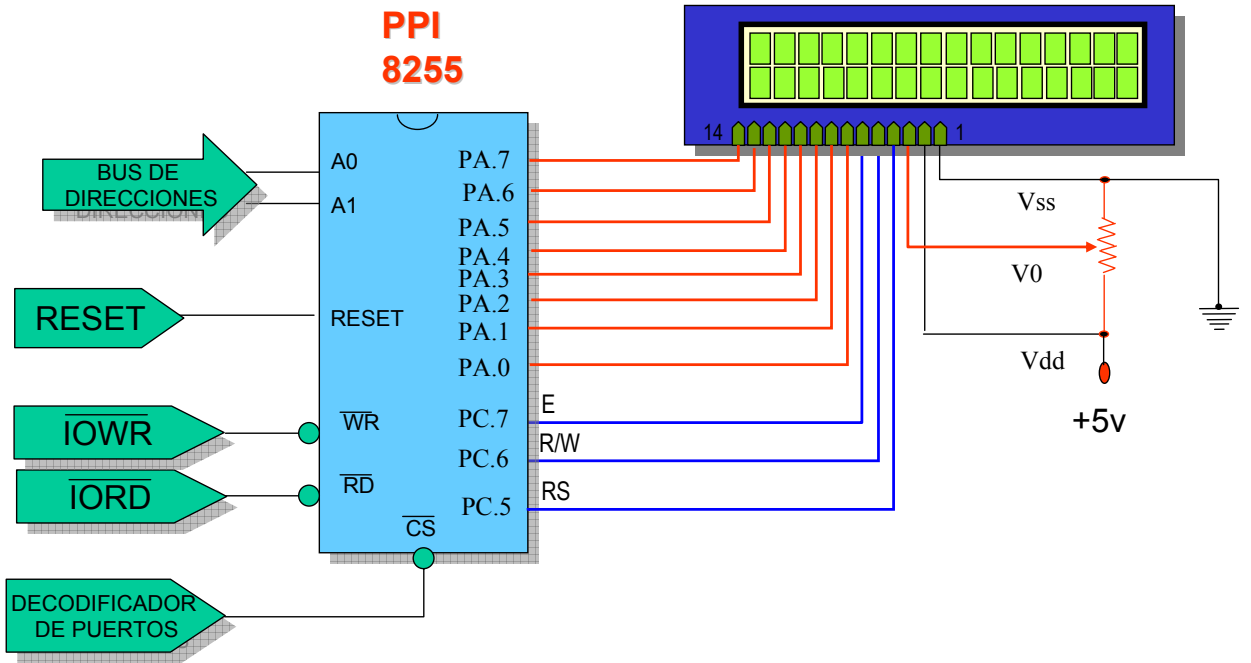 PPI
8255
14
1
BUS DE
DIRECCIONES
A0
A1
RESET
RESET
IOWR
WR
IORD
RD
CS
DECODIFICADOR
DE PUERTOS
PA.7
PA.6
PA.5
PA.4
PA.3
PA.2
PA.1
PA.0
PC.7
E
PC.6
R/W
PC.5
RS
Vss
V0
Vdd
+5v